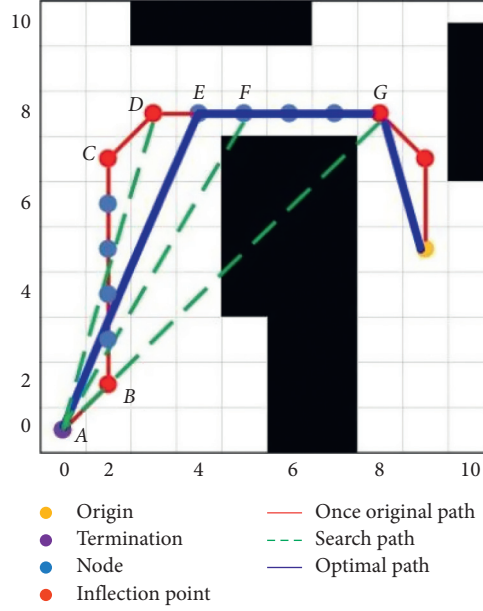 10
8
6
4
2
0
D
E
F
G
C
B
A
0 2 4 6 8 10
Origin
Termination
Node
Inflection point
Once original path
Search path
Optimal path